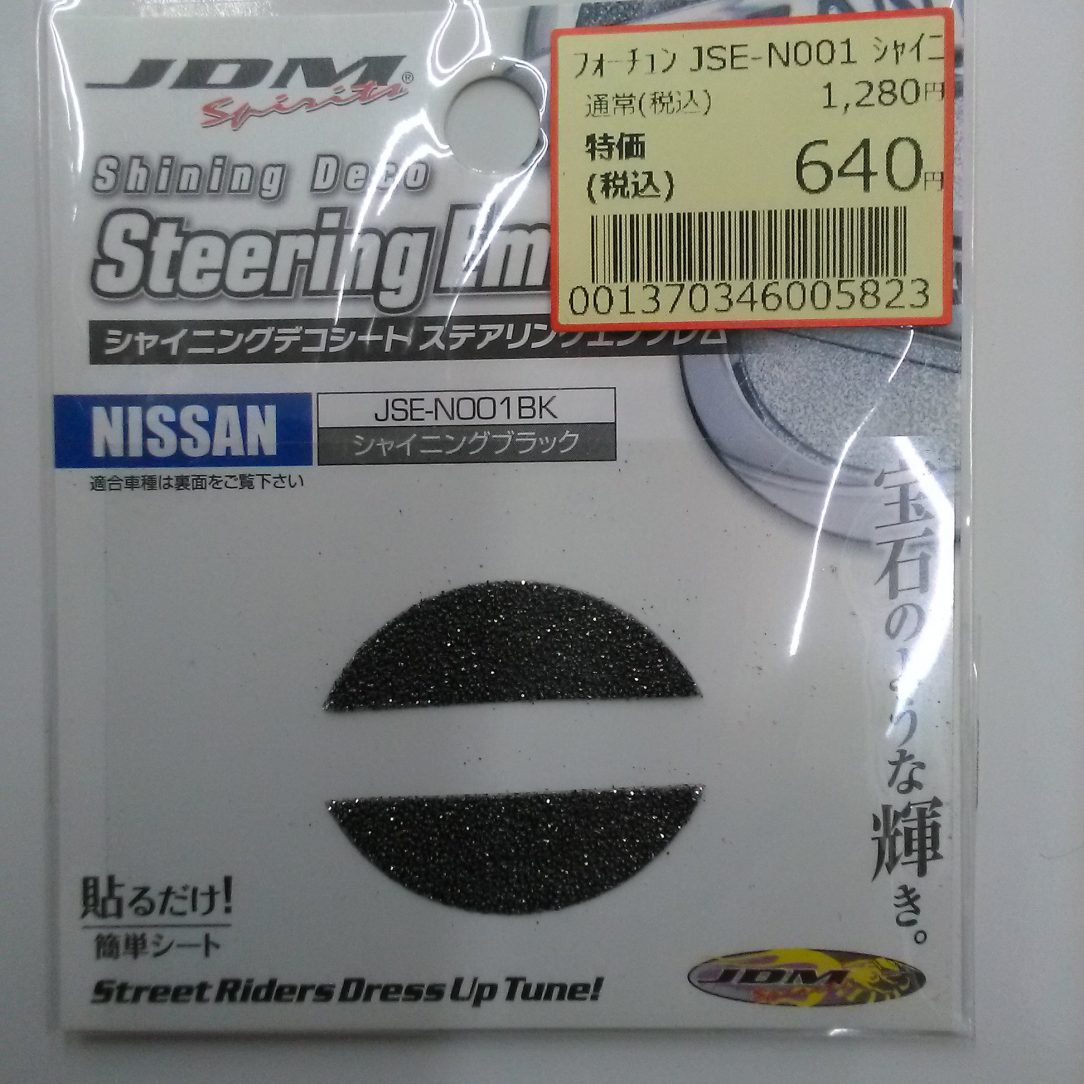 JDM®
Spirits
Shining Deco
Steering Em
シャイニングデコシート ステアリングエンブレム
フォーチュン JSE-N001 シャイニ
通常(税込) 1,280円
特価
(税込) 640円
001370346005823
NISSAN
JSE-N001BK
シャイニングブラック
適合車種は裏面をご覧下さい
宝石のような輝き。
貼るだけ!
簡単シート
Street Riders Dress Up Tune!
JDM
Spirits